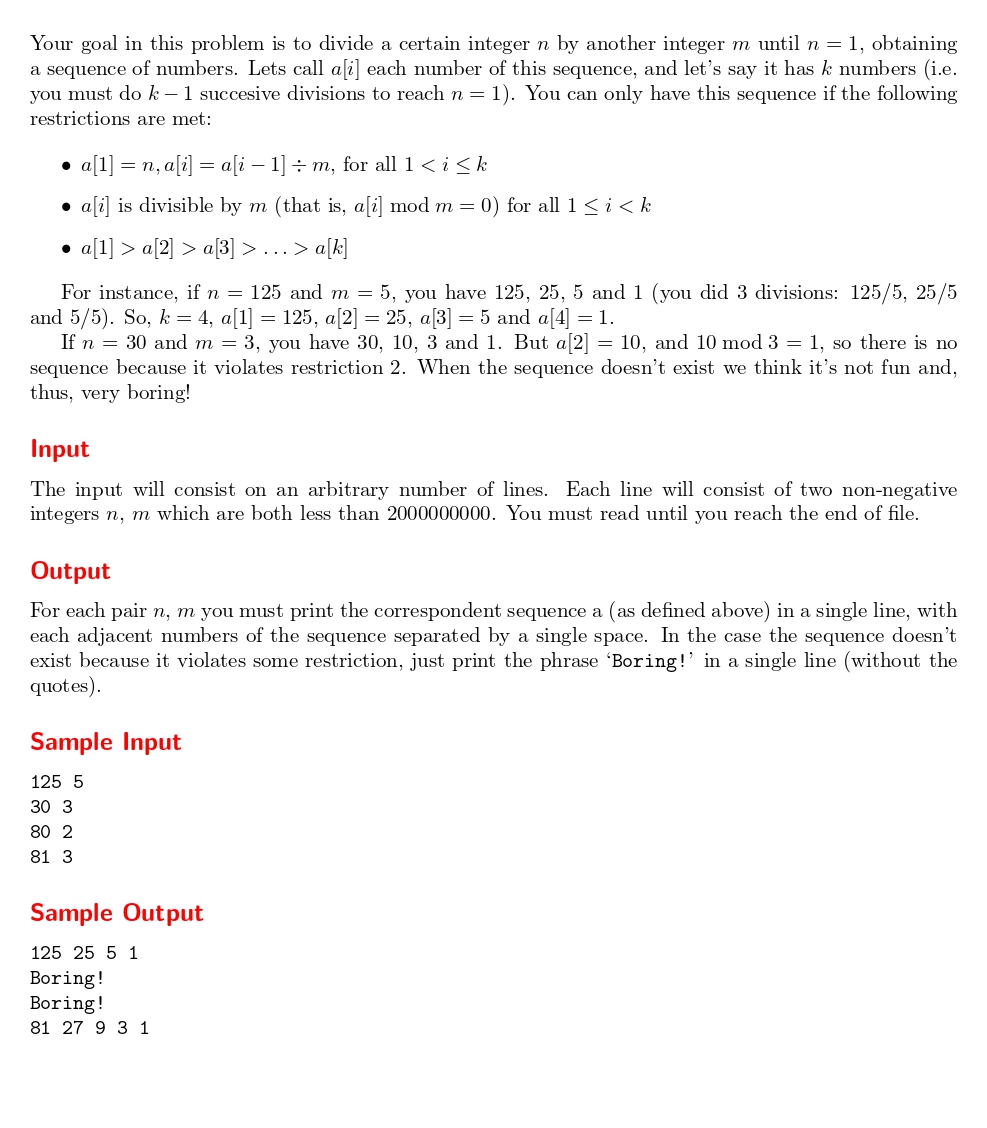 Your goal in this problem is to divide a certain integer n by another integer m until n = 1, obtaining
a sequence of numbers. Lets call a[i] each number of this sequence, and let's say it has k numbers (i.e.
you must do k − 1 succesive divisions to reach n = 1). You can only have this sequence if the following
restrictions are met:
• a[1] = n, a[i] = a[i − 1] ÷ m, for all 1 < i ≤ k
• a[i] is divisible by m (that is, a[i] mod m = 0) for all 1 ≤ i < k
• a[1] > a[2] > a[3] > . . . > a[k]
For instance, if n = 125 and m = 5, you have 125, 25, 5 and 1 (you did 3 divisions: 125/5, 25/5
and 5/5). So, k = 4, a[1] = 125, a[2] = 25, a[3] = 5 and a[4] = 1.
If n = 30 and m = 3, you have 30, 10, 3 and 1. But a[2] = 10, and 10 mod 3 = 1, so there is no
sequence because it violates restriction 2. When the sequence doesn't exist we think it's not fun and,
thus, very boring!
Input
The input will consist on an arbitrary number of lines. Each line will consist of two non-negative
integers n, m which are both less than 2000000000. You must read until you reach the end of file.
Output
For each pair n, m you must print the correspondent sequence a (as defined above) in a single line, with
each adjacent numbers of the sequence separated by a single space. In the case the sequence doesn't
exist because it violates some restriction, just print the phrase ‘Boring!’ in a single line (without the
quotes).
Sample Input
125 5
30 3
80 2
81 3
Sample Output
125 25 5 1
Boring!
Boring!
81 27 9 3 1